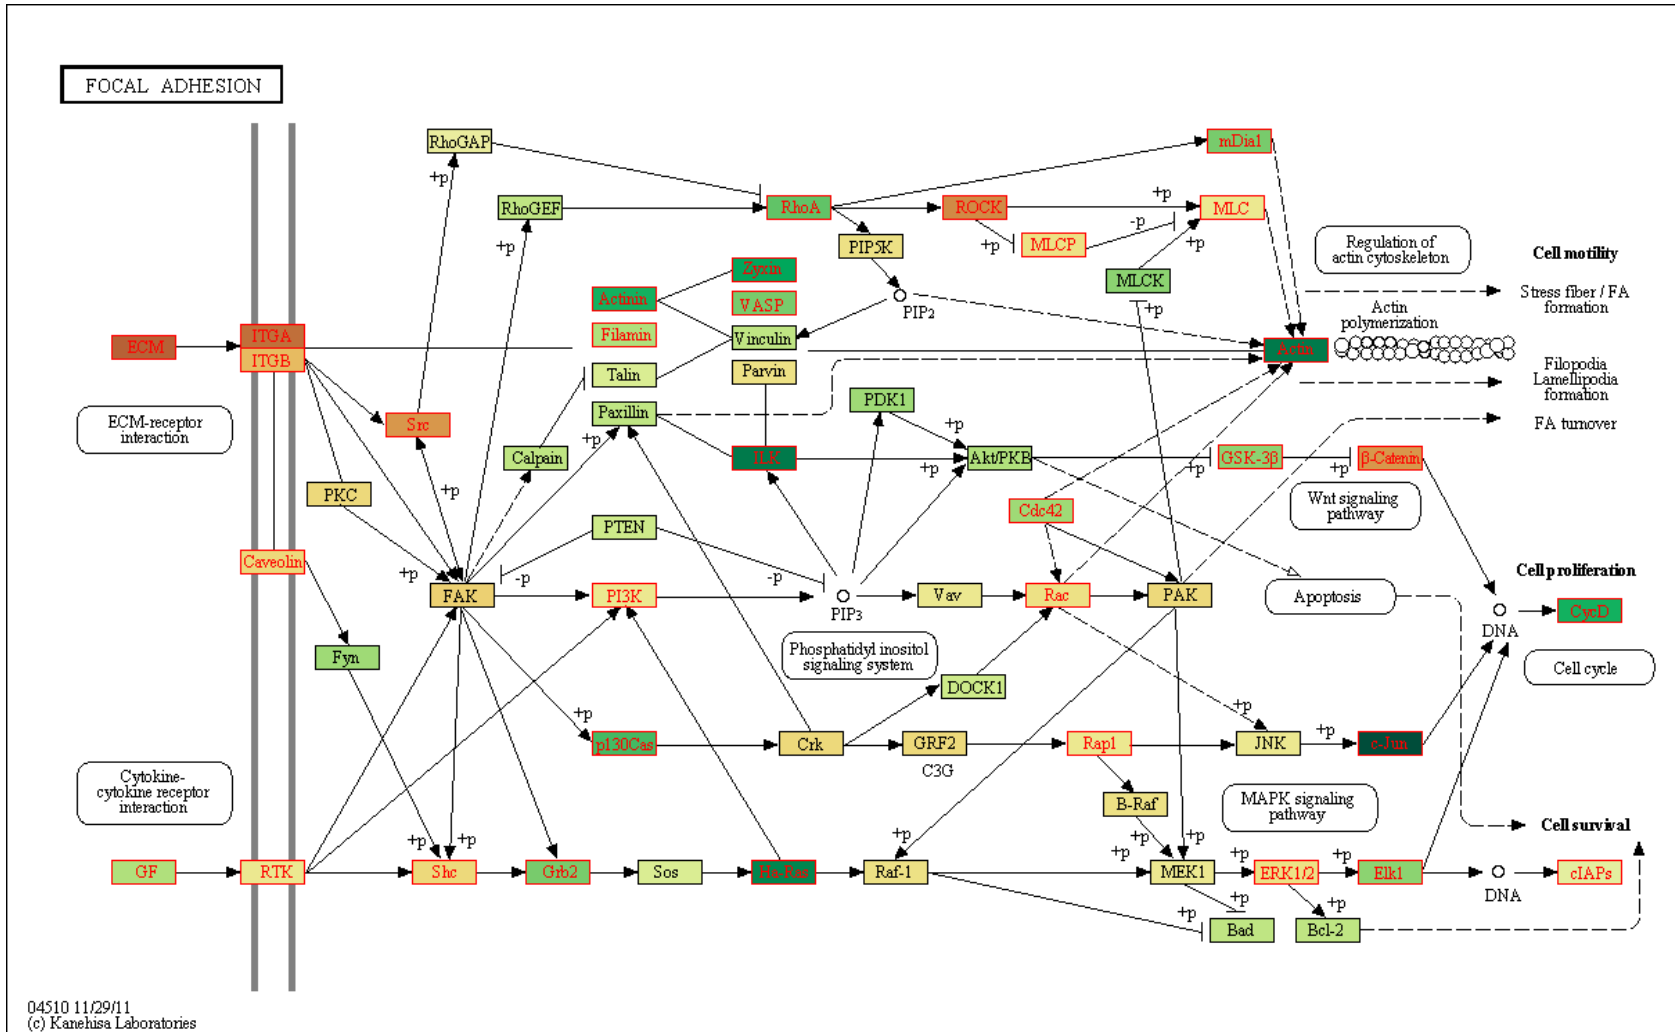 FOCAL ADHESION
RhoGAP
mDia1
+p
+p
RhoGEF
RhoA
ROCK
MLC
-p
+p
PIP5K
+p
MLCP
+p
Regulation of
actin cytoskeleton
Cell motility
Zyxin
MLCK
Actinin
VASP
PIP2
+p
Stress fiber / FA
formation
Actin
polymerization
ECM
ITGA
ITGB
Filamin
Vinculin
Actin
Talin
Parvin
Filopodia
Lamellipodia
formation
ECM-receptor
interaction
Src
Paxillin
PDK1
+p
+p
FA turnover
Calpain
ILK
+p
Akt/PKB
+p
GSK-3β
+p
β-Catenin
+p
PKC
Wnt signaling
pathway
PTEN
Cdc42
Caveolin
+p
-p
-p
Cell proliferation
FAK
PI3K
PIP3
Vav
Rac
PAK
Apoptosis
CycD
DNA
Fyn
Phosphatidyl inositol
signaling system
Cell cycle
DOCK1
+p
+p
+p
p130Cas
Crk
GRF2
C3G
Rap1
JNK
c-Jun
Cytokine-
cytokine receptor
interaction
B-Raf
MAPK signaling
pathway
+p
+p
+p
+p
+p
Cell survival
GF
RTK
Shc
Grb2
Sos
Ha-Ras
Raf-1
+p
MEK1
+p
ERK1/2
+p
Elk1
DNA
cIAPs
+p
+p
+p
Bad
Bcl-2
04510 11/29/11
(c) Kanehisa Laboratories